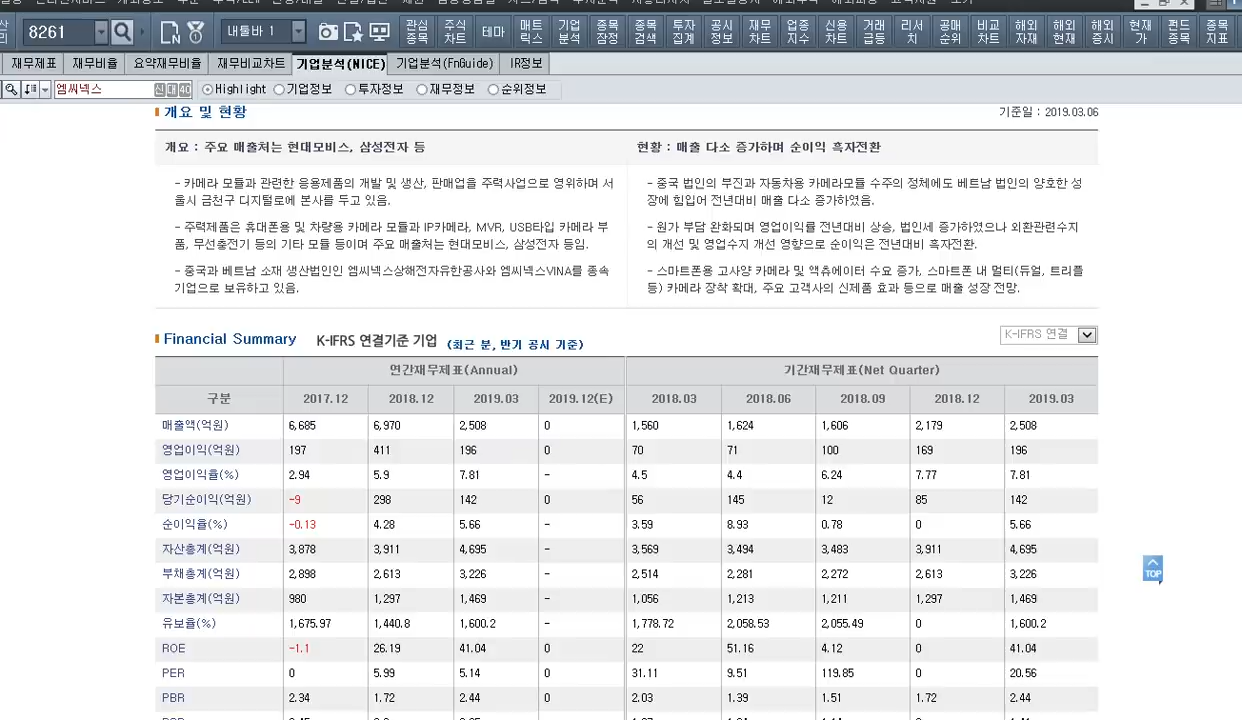 8261
내툴바 1
관심 종목
주식 차트
테마
매트 릭스
기업 분석
종목 잠정
종목 검색
투자 집계
공시 정보
재무 차트
업종 지수
신용 차트
거래 급등
리서 치
공매 순위
비교 차트
해외 자재
해외 현재
해외 증시
현재 가
펀드 종목
종목 지표
재무제표 재무비율 요약재무비율 재무비교차트 기업분석(NICE) 기업분석(FnGuide) IR정보
엠씨넥스 신 대 40 Highlight 기업정보 투자정보 재무정보 순위정보
개요 및 현황 기준일 : 2019.03.06
개요 : 주요 매출처는 현대모비스, 삼성전자 등
- 카메라 모듈과 관련한 응용제품의 개발 및 생산, 판매업을 주력사업으로 영위하며 서
울시 금천구 디지털로에 본사를 두고 있음.
- 주력제품은 휴대폰용 및 차량용 카메라 모듈과 IP카메라, MVR, USB타입 카메라 부
품, 무선충전기 등의 기타 모듈 등이며 주요 매출처는 현대모비스, 삼성전자 등임.
- 중국과 베트남 소재 생산법인인 엠씨넥스상해전자유한공사와 엠씨넥스VINA를 종속
기업으로 보유하고 있음.
현황 : 매출 다소 증가하며 순이익 흑자전환
- 중국 법인의 부진과 자동차용 카메라모듈 수주의 정체에도 베트남 법인의 양호한 성
장에 힘입어 전년대비 매출 다소 증가하였음.
- 원가 부담 완화되며 영업이익률 전년대비 상승, 법인세 증가하였으나 외환관련수지
의 개선 및 영업수지 개선 영향으로 순이익은 전년대비 흑자전환.
- 스마트폰용 고사양 카메라 및 액츄에이터 수요 증가, 스마트폰 내 멀티(듀얼, 트리플
등) 카메라 장착 확대, 주요 고객사의 신제품 효과 등으로 매출 성장 전망.
Financial Summary K-IFRS 연결기준 기업 (최근 분,반기 공시 기준) K-IFRS 연결
연간재무제표(Annual) 기간재무제표(Net Quarter)
구분 2017.12 2018.12 2019.03 2019.12(E) 2018.03 2018.06 2018.09 2018.12 2019.03
매출액(억원) 6,685 6,970 2,508 0 1,560 1,624 1,606 2,179 2,508
영업이익(억원) 197 411 196 0 70 71 100 169 196
영업이익률(%) 2.94 5.9 7.81 - 4.5 4.4 6.24 7.77 7.81
당기순이익(억원) -9 298 142 0 56 145 12 85 142
순이익률(%) -0.13 4.28 5.66 - 3.59 8.93 0.78 0 5.66
자산총계(억원) 3,878 3,911 4,695 - 3,569 3,494 3,483 3,911 4,695
부채총계(억원) 2,898 2,613 3,226 - 2,514 2,281 2,272 2,613 3,226
자본총계(억원) 980 1,297 1,469 - 1,056 1,213 1,211 1,297 1,469
유보율(%) 1,675.97 1,440.8 1,600.2 - 1,778.72 2,058.53 2,055.49 0 1,600.2
ROE -1.1 26.19 41.04 0 22 51.16 4.12 0 41.04
PER 0 5.99 5.14 0 31.11 9.51 119.85 0 20.56
PBR 2.34 1.72 2.44 0 2.03 1.39 1.51 1.72 2.44
TOP